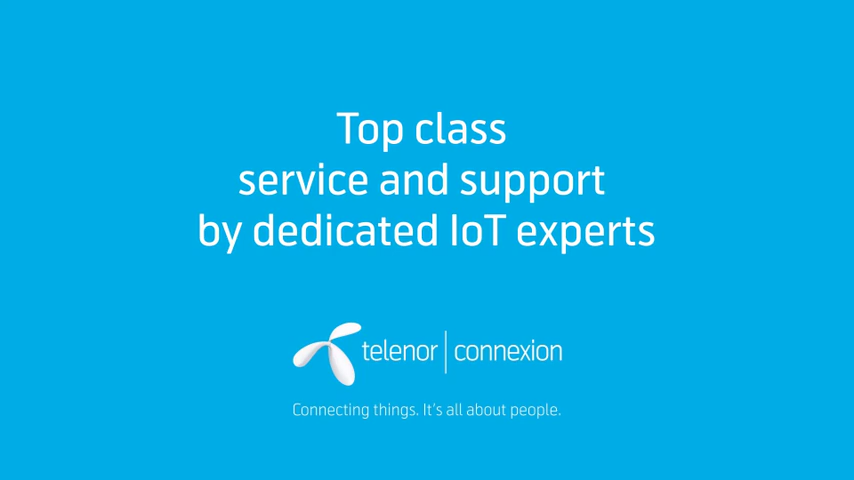 Top class
service and support
by dedicated IoT experts
telenor | connexion
Connecting things. It's all about people.